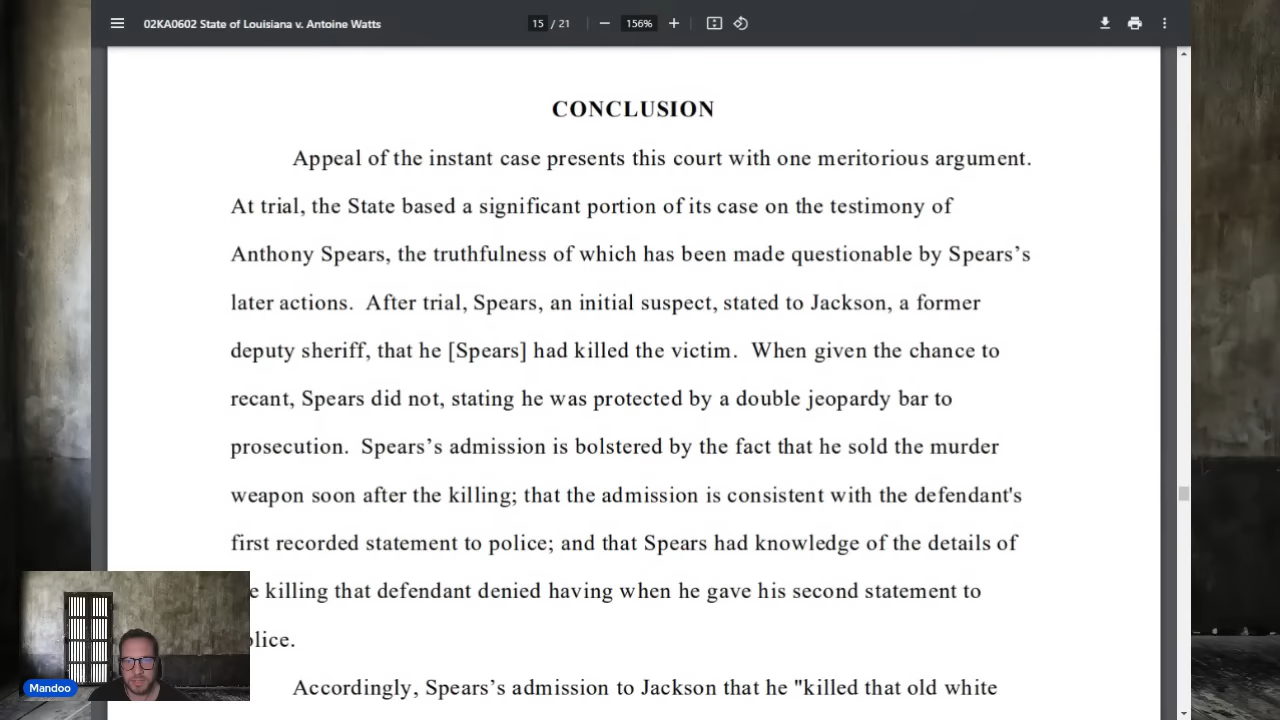 02KA0602 State of Louisiana v. Antoine Watts
15 / 21
156%
CONCLUSION
Appeal of the instant case presents this court with one meritorious argument.
At trial, the State based a significant portion of its case on the testimony of
Anthony Spears, the truthfulness of which has been made questionable by Spears’s
later actions.  After trial, Spears, an initial suspect, stated to Jackson, a former
deputy sheriff, that he [Spears] had killed the victim.  When given the chance to
recant, Spears did not, stating he was protected by a double jeopardy bar to
prosecution.  Spears’s admission is bolstered by the fact that he sold the murder
weapon soon after the killing; that the admission is consistent with the defendant's
first recorded statement to police; and that Spears had knowledge of the details of
e killing that defendant denied having when he gave his second statement to
lice.
Accordingly, Spears’s admission to Jackson that he "killed that old white
Mandoo